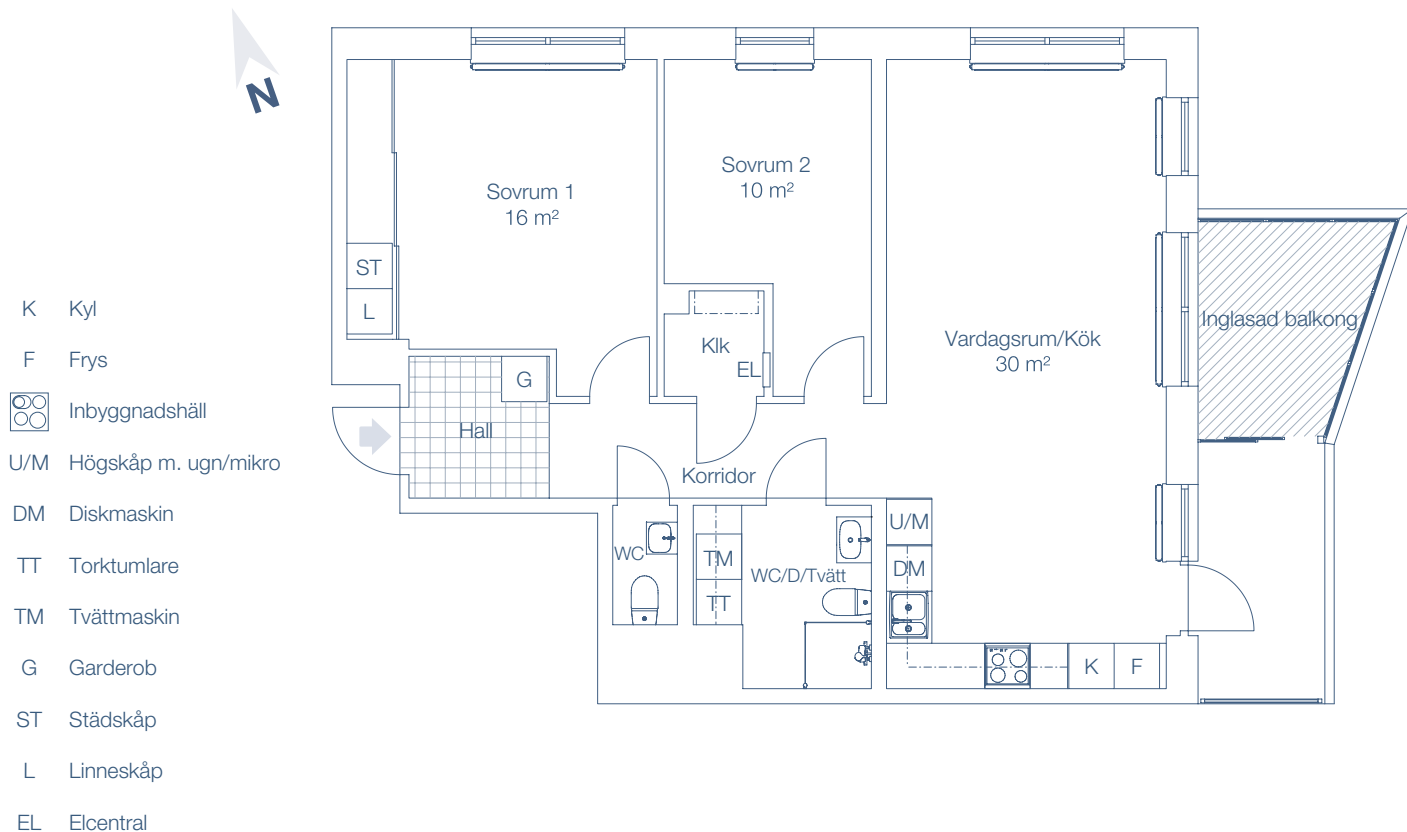 N
Sovrum 1
16 m²
Sovrum 2
10 m²
ST
L
Klk
EL
G
Hall
Korridor
Vardagsrum/Kök
30 m²
Inglasad balkong
WC
TM
TT
WC/D/Tvätt
U/M
DM
K
F
K Kyl
F Frys
Inbyggnadshäll
U/M Högskåp m. ugn/mikro
DM Diskmaskin
TT Torktumlare
TM Tvättmaskin
G Garderob
ST Städskåp
L Linneskåp
EL Elcentral